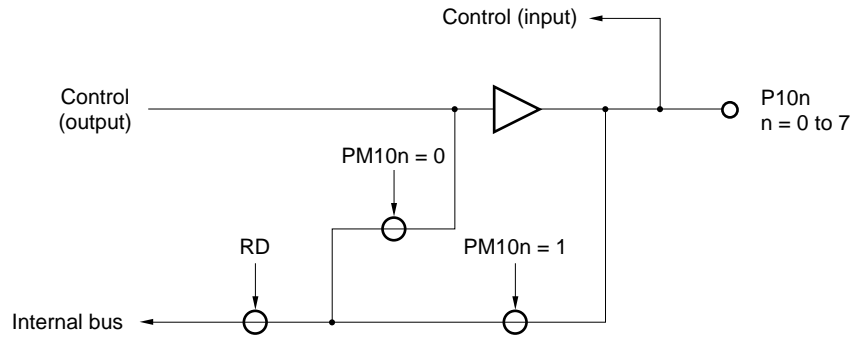 Control (input)
Control
(output)
P10n
n = 0 to 7
PM10n = 0
RD
PM10n = 1
Internal bus